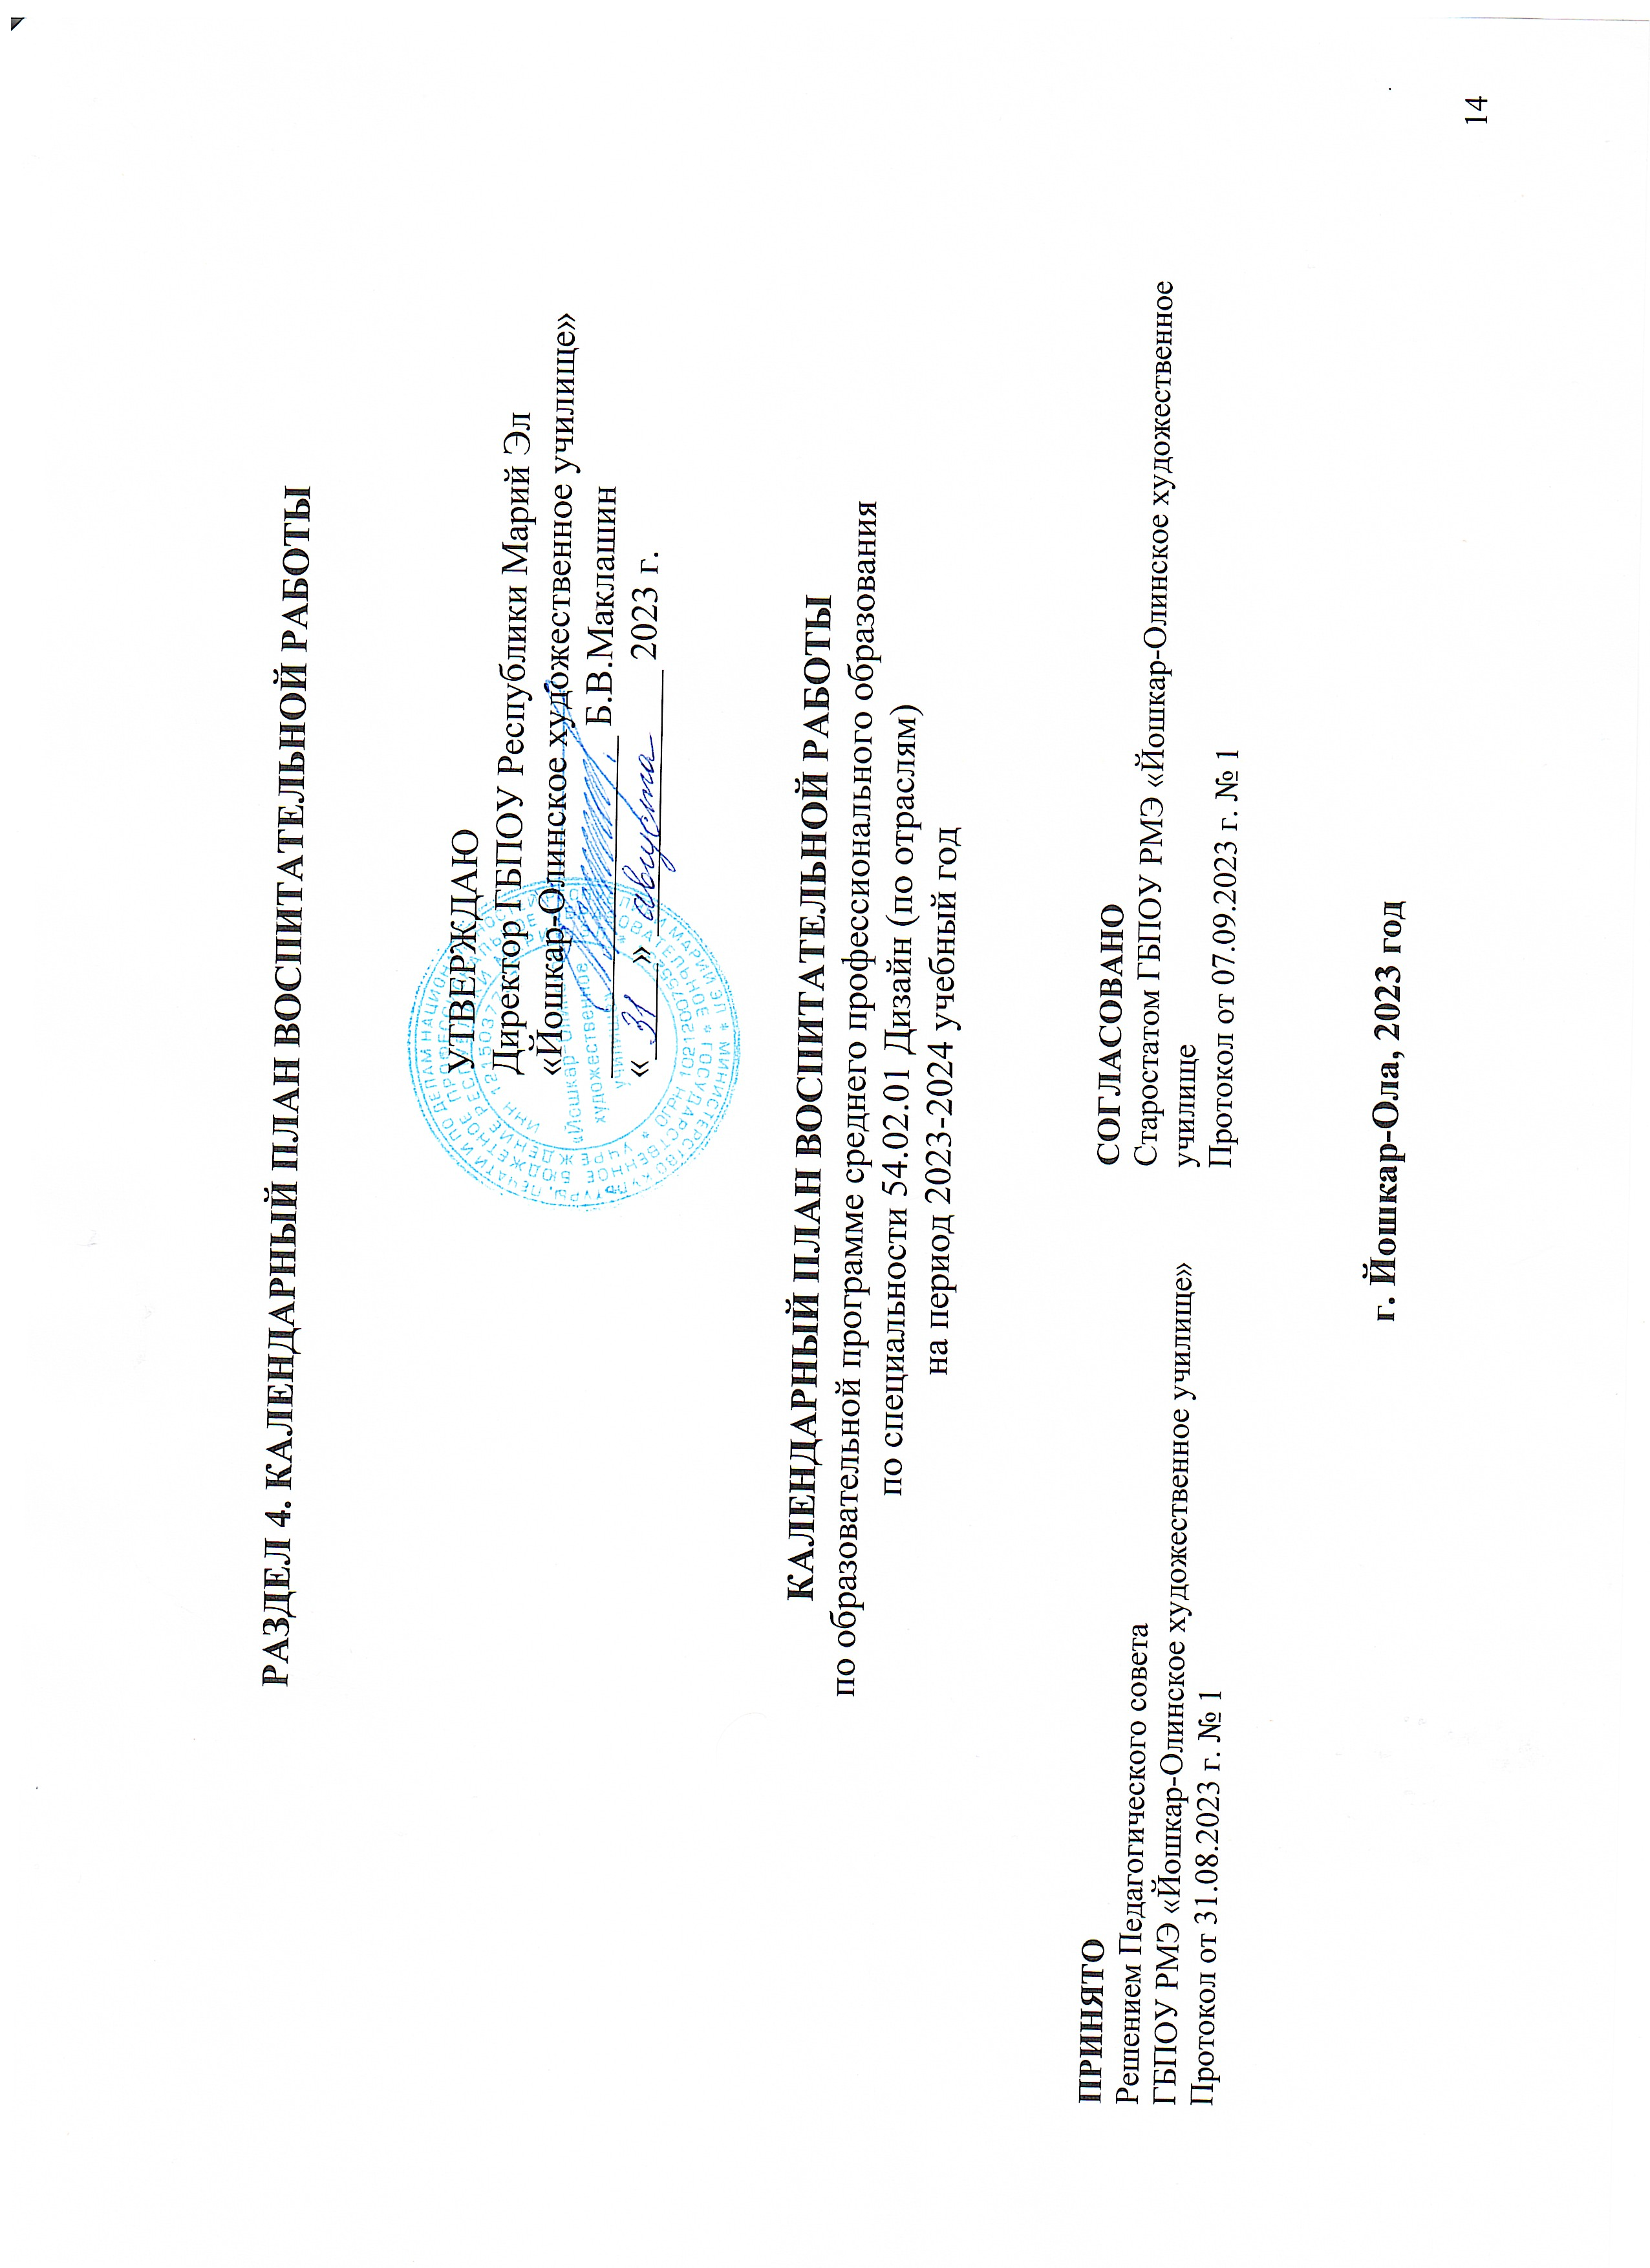 РАЗДЕЛ 4. КАЛЕНДАРНЫЙ ПЛАН ВОСПИТАТЕЛЬНОЙ РАБОТЫ
УТВЕРЖДАЮ
Директор ГБПОУ Республики Марий Эл
«Йошкар-Олинское художественное училище»
Б.В.Маклашин
« 31 » августа 2023 г.
«Йошкар-Олинское
художественное
училище»
КАЛЕНДАРНЫЙ ПЛАН ВОСПИТАТЕЛЬНОЙ РАБОТЫ
по образовательной программе среднего профессионального образования
по специальности 54.02.01 Дизайн (по отраслям)
на период 2023-2024 учебный год
ПРИНЯТО
Решением Педагогического совета
ГБПОУ РМЭ «Йошкар-Олинское художественное училище»
Протокол от 31.08.2023 г. № 1
СОГЛАСОВАНО
Старостатом ГБПОУ РМЭ «Йошкар-Олинское художественное
училище
Протокол от 07.09.2023 г. № 1
г. Йошкар-Ола, 2023 год
14